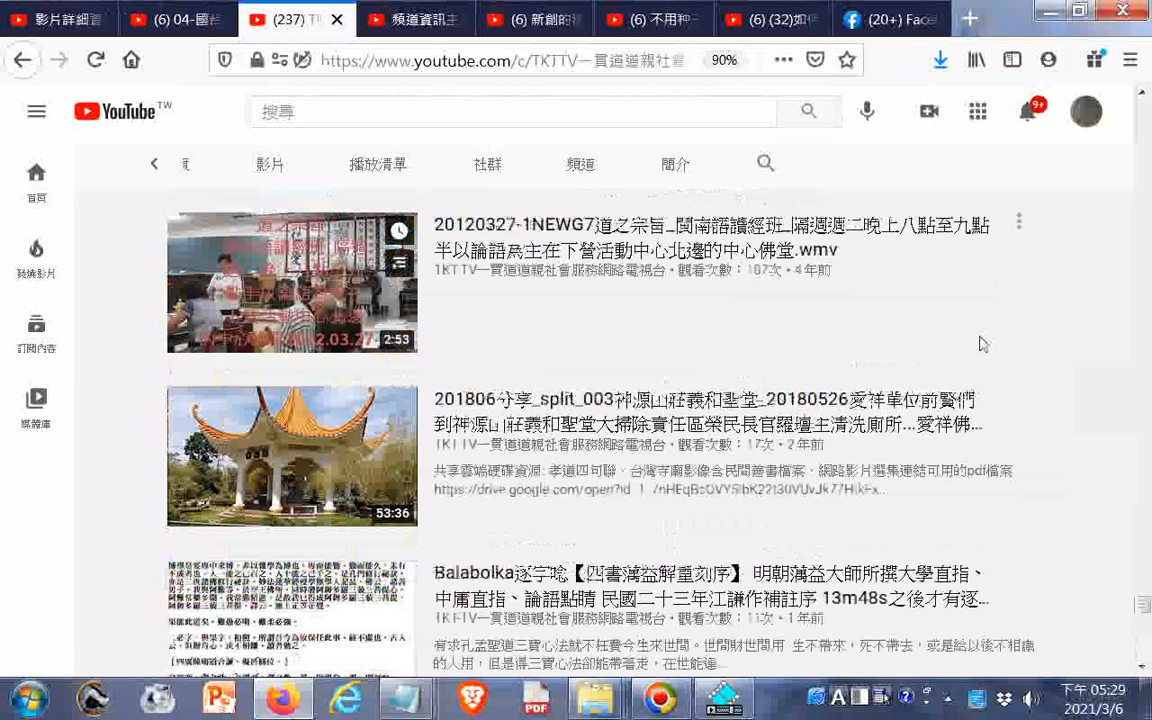 影片詳細資
(6) 04-國台
(237) TK
頻道資訊主
(6) 新創的
(6) 不用种
(6) (32)如何
(20+) Face
https://www.youtube.com/c/TKTTV一貫道道親社會
90%
YouTube TW
搜尋
9+
影片
播放清單
社群
頻道
簡介
首頁
發燒影片
訂閱內容
媒體庫
20120327-1NEWG7道之宗旨_閩南語讀經班_隔週週二晚上八點至九點
半以論語為主在下營活動中心北邊的中心佛堂.wmv
1KTTV一貫道道親社會服務網路電視台•觀看次數：107次•4年前
2012.03.27
2:53
201806分享_split_003神源山莊義和聖堂_20180526愛祥單位前賢們
到神源山莊義和聖堂大掃除責任區榮民長官羅壇主清洗廁所...愛祥佛...
TKTTV一貫道道親社會服務網路電視台•觀看次數：17次•2年前
共享雲端硬碟資源: 孝道四句聯、台灣寺廟影像含民間善書檔案、網路影片選集連結可用的pdf檔案
https://drive.google.com/open?id
53:36
Balabolka逐字唸【四書蕅益解重刻序】 明朝蕅益大師所撰大學直指、
中庸直指、論語點睛 民國二十三年江謙作補註序 13m48s之後才有逐...
1KTTV一貫道道親社會服務網路電視台•觀看次數：11次•1年前
有求孔孟聖道三寶心法就不枉費今生來世間。世間財世間用 生不帶來，死不帶去，或是給以後不相識
的人用，但是得三寶心法卻能帶著走，在世能達...
PDF
下午 05:29
2021/3/6